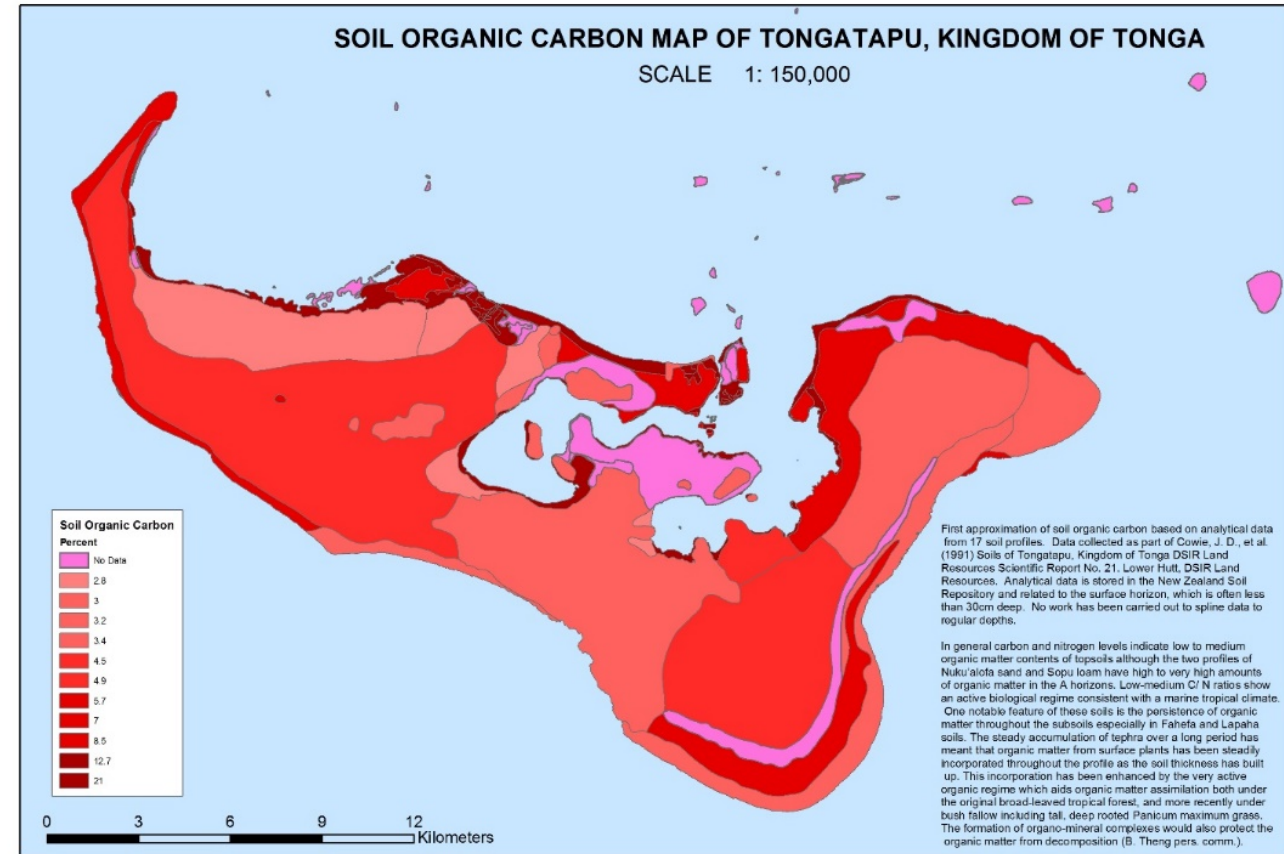 SOIL ORGANIC CARBON MAP OF TONGATAPU, KINGDOM OF TONGA
SCALE 1: 150,000
Soil Organic Carbon
Percent
No Data
2.8
3
3.2
3.4
4.5
4.9
5.7
7
8.5
12.7
21
0 3 6 9 12
Kilometers
First approximation of soil organic carbon based on analytical data
from 17 soil profiles. Data collected as part of Cowie, J. D., et al.
(1991) Soils of Tongatapu, Kingdom of Tonga DSIR Land
Resources Scientific Report No. 21. Lower Hutt, DSIR Land
Resources. Analytical data is stored in the New Zealand Soil
Repository and related to the surface horizon, which is often less
than 30cm deep. No work has been carried out to spline data to
regular depths.
In general carbon and nitrogen levels indicate low to medium
organic matter contents of topsoils although the two profiles of
Nuku'alofa sand and Sopu loam have high to very high amounts
of organic matter in the A horizons. Low-medium C/ N ratios show
an active biological regime consistent with a marine tropical climate.
One notable feature of these soils is the persistence of organic
matter throughout the subsoils especially in Fahefa and Lapaha
soils. The steady accumulation of tephra over a long period has
meant that organic matter from surface plants has been steadily
incorporated throughout the profile as the soil thickness has built
up. This incorporation has been enhanced by the very active
organic regime which aids organic matter assimilation both under
the original broad-leaved tropical forest, and more recently under
bush fallow including tall, deep rooted Panicum maximum grass.
The formation of organo-mineral complexes would also protect the
organic matter from decomposition (B. Theng pers. comm.).